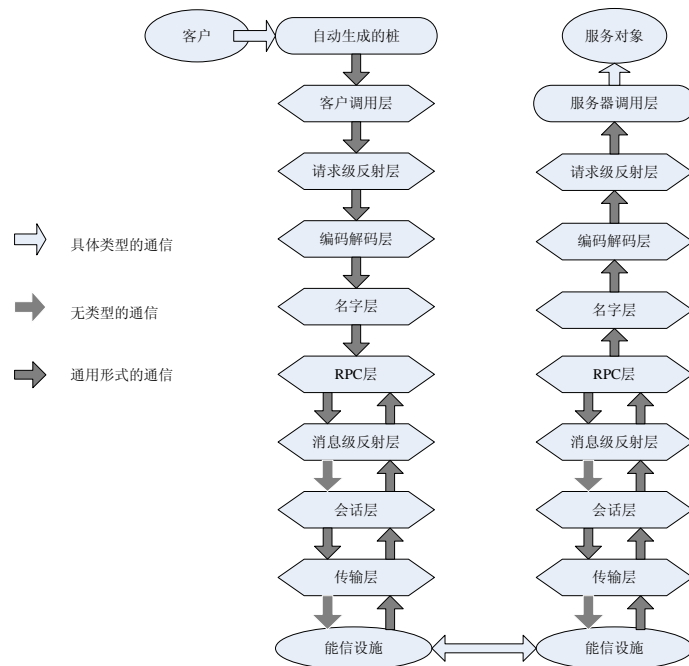 客户
自动生成的桩
服务对象
客户调用层
服务器调用层
请求级反射层
请求级反射层
具体类型的通信
编码解码层
编码解码层
无类型的通信
名字层
名字层
通用形式的通信
RPC层
RPC层
消息级反射层
消息级反射层
会话层
会话层
传输层
传输层
能信设施
能信设施